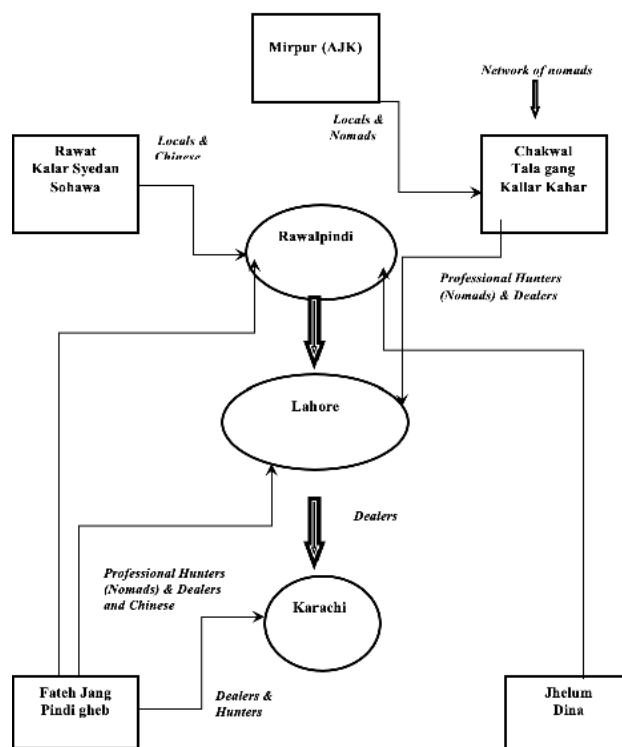 Mirpur (AJK)
Network of nomads
Locals &
Nomads
Locals &
Chinese
Rawat
Kalar Syedan
Sohawa
Chakwal
Tala gang
Kallar Kahar
Rawalpindi
Professional Hunters
(Nomads) & Dealers
Lahore
Dealers
Professional Hunters
(Nomads) & Dealers
and Chinese
Karachi
Fateh Jang
Pindi gheb
Dealers &
Hunters
Jhelum
Dina